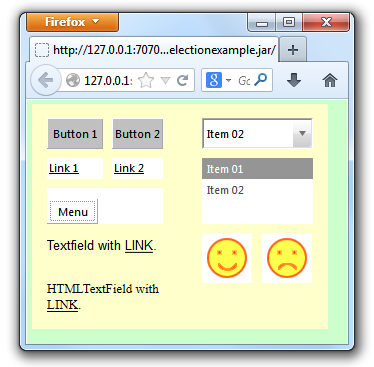 Firefox
http://127.0.0.1:7070...electionexample.jar/
127.0.0.1:
Button 1 Button 2 Item 02
Link 1 Link 2 Item 01
Item 02
Menu
Textfield with LINK.
HTMLTextField with
LINK.